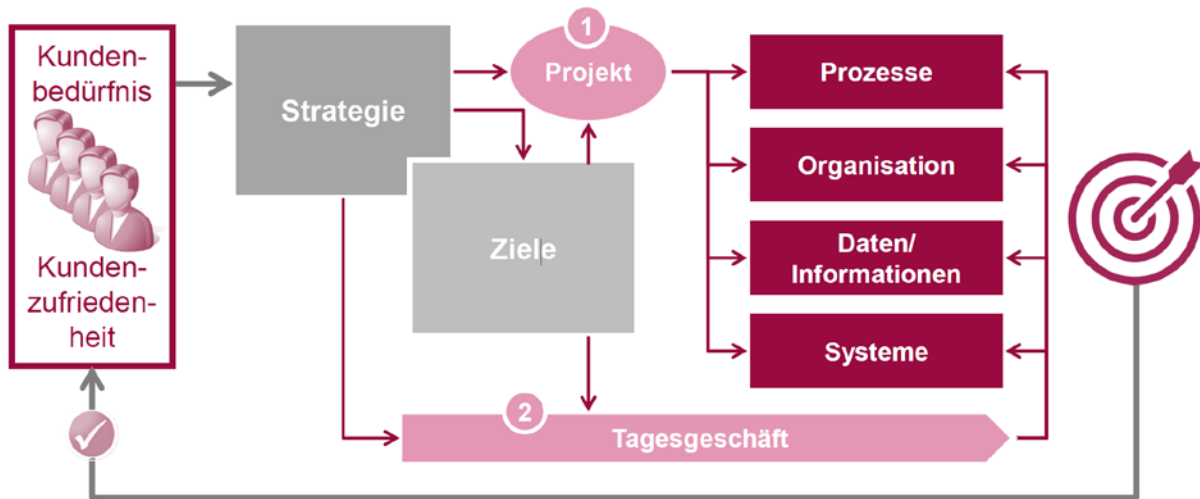 Kunden-
bedürfnis
Kunden-
zufrieden-
heit
Strategie
Ziele
1
Projekt
Prozesse
Organisation
Daten/
Informationen
Systeme
2
Tagesgeschäft